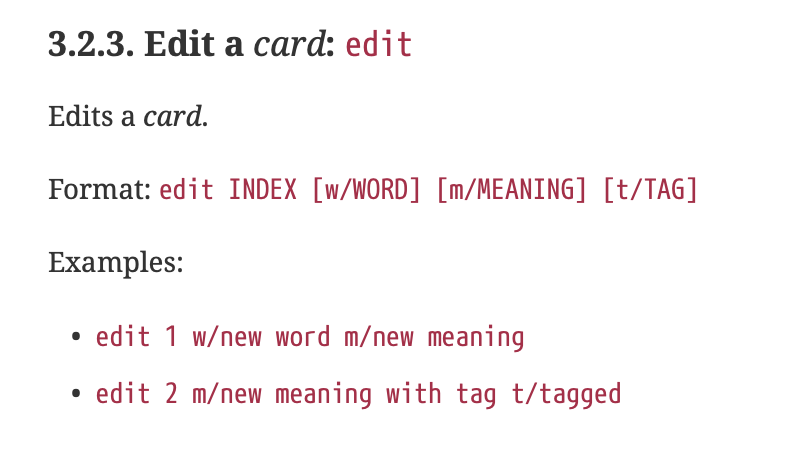 3.2.3. Edit a card: edit
Edits a card.
Format: edit INDEX [w/WORD] [m/MEANING] [t/TAG]
Examples:
• edit 1 w/new word m/new meaning
• edit 2 m/new meaning with tag t/tagged